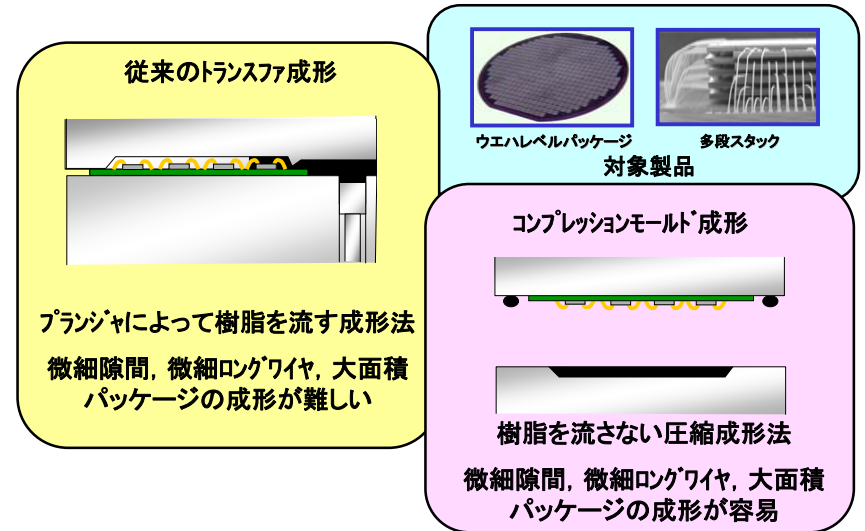 従来のトランスファ成形
プランジャによって樹脂を流す成形法
微細隙間, 微細ロングワイヤ, 大面積
パッケージの成形が難しい
ウエハレベルパッケージ
多段スタック
対象製品
コンプレッションモールド成形
樹脂を流さない圧縮成形法
微細隙間, 微細ロングワイヤ, 大面積
パッケージの成形が容易